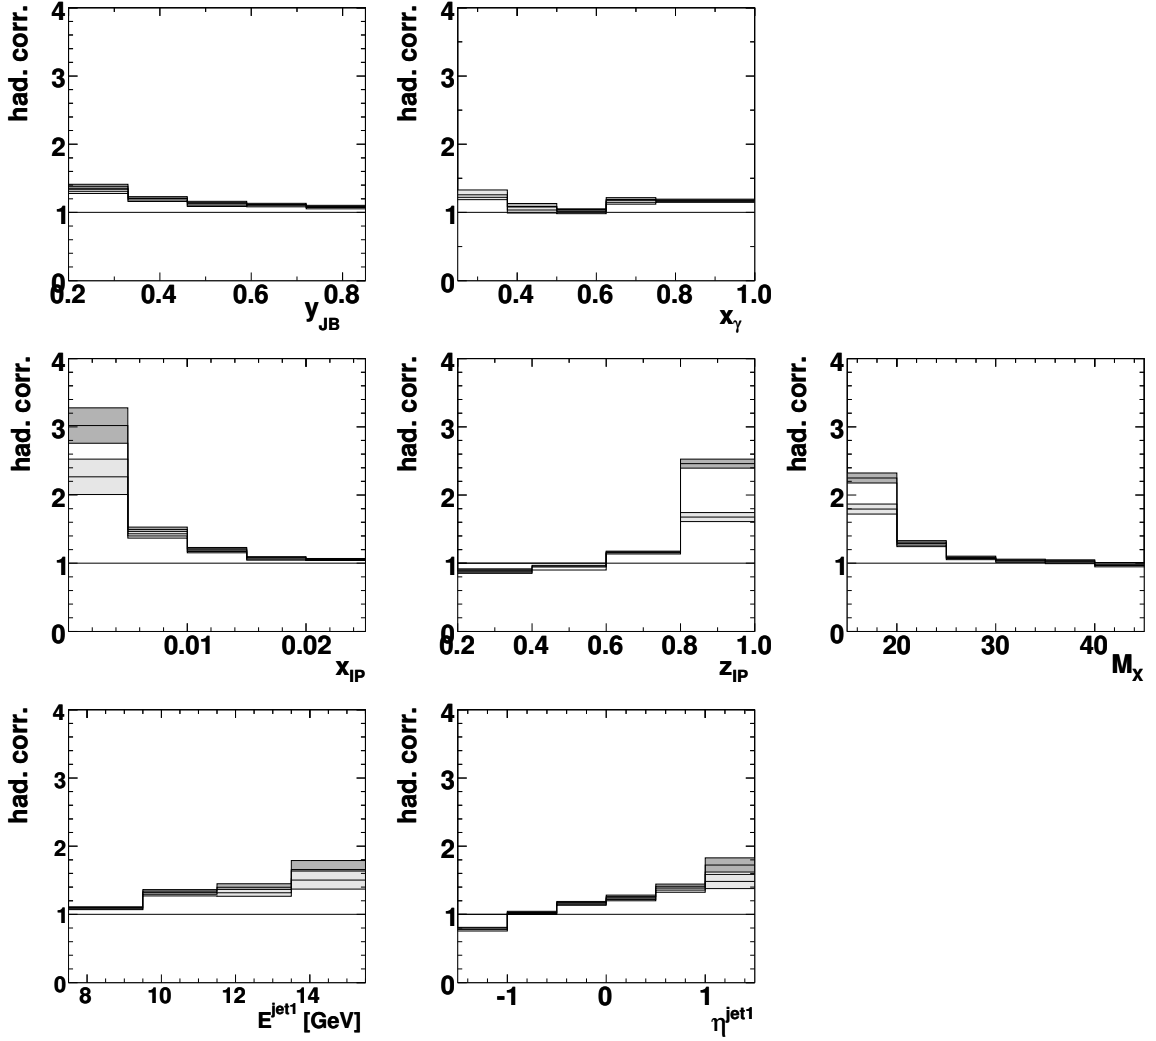 had. corr.
4
3
2
1
0
0.2 0.4 0.6 0.8
y_JB
had. corr.
4
3
2
1
0
0.4 0.6 0.8 1.0
x_γ
had. corr.
4
3
2
1
0
0.01 0.02
x_IP
had. corr.
4
3
2
1
0
0.2 0.4 0.6 0.8 1.0
z_IP
had. corr.
4
3
2
1
0
20 30 40
M_X
had. corr.
4
3
2
1
0
8 10 12 14
E^jet1 [GeV]
had. corr.
4
3
2
1
0
-1 0 1
η^jet1